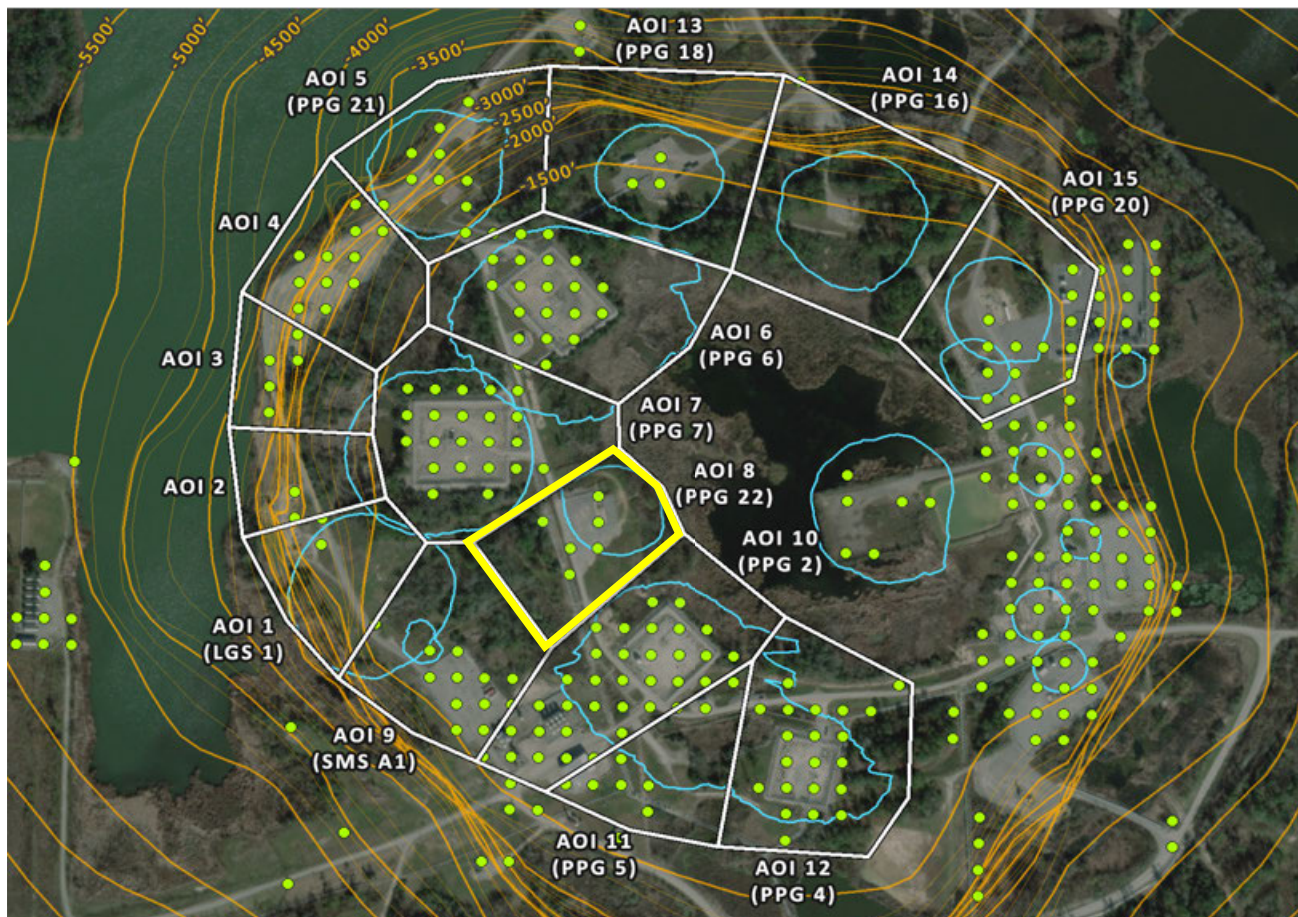 -5500'
-5000'
-4500'
-4000'
-3500'
-3000'
-2500'
-2000'
-1500'
AOI 13
(PPG 18)
AOI 14
(PPG 16)
AOI 5
(PPG 21)
AOI 15
(PPG 20)
AOI 4
AOI 3
AOI 6
(PPG 6)
AOI 7
(PPG 7)
AOI 2
AOI 8
(PPG 22)
AOI 10
(PPG 2)
AOI 1
(LGS 1)
AOI 9
(SMS A1)
AOI 11
(PPG 5)
AOI 12
(PPG 4)